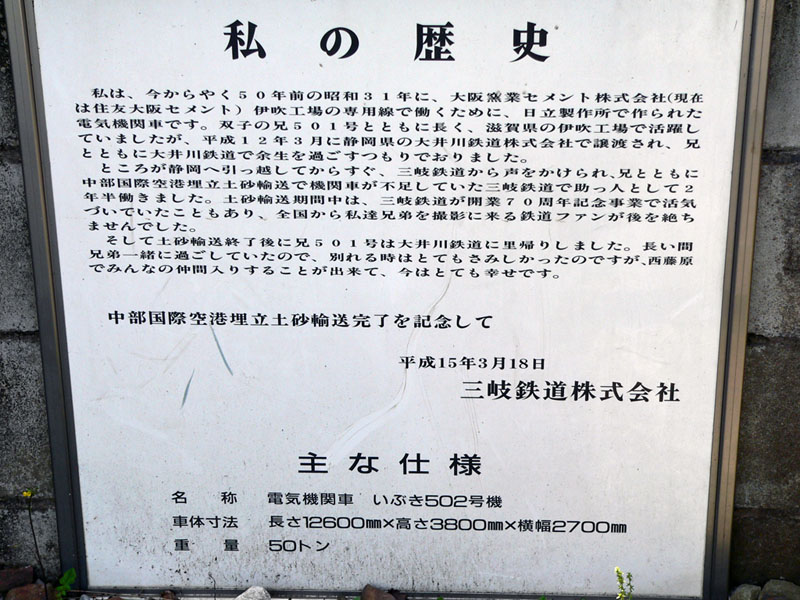 私の歴史
私は、今からやく50年前の昭和31年に、大阪窯業セメント株式会社(現在
は住友大阪セメント)伊吹工場の専用線で働くために、日立製作所で作られた
電気機関車です。双子の兄501号とともに長く、滋賀県の伊吹工場で活躍し
ていましたが、平成12年3月に静岡県の大井川鉄道株式会社で譲渡され、兄
とともに大井川鉄道で余生を過ごすつもりでおりました。
ところが静岡へ引っ越してからすぐ、三岐鉄道から声をかけられ、兄とともに
中部国際空港埋立土砂輸送で機関車が不足していた三岐鉄道で助っ人として2
年半働きました。土砂輸送期間中は、三岐鉄道が開業70周年記念事業で活気
づいていたこともあり、全国から私達兄弟を撮影に来る鉄道ファンが後を絶ち
ませんでした。
そして土砂輸送終了後に兄501号は大井川鉄道に里帰りしました。長い間
兄弟一緒に過ごしていたので、別れる時はとてもさみしかったのですが、西藤原
でみんなの仲間入りすることが出来て、今はとても幸せです。
中部国際空港埋立土砂輸送完了を記念して
平成15年3月18日
三岐鉄道株式会社
主な仕様
名 称 電気機関車 いぶき502号機
車体寸法 長さ12600㎜×高さ3800㎜×横幅2700㎜
重 量 50トン